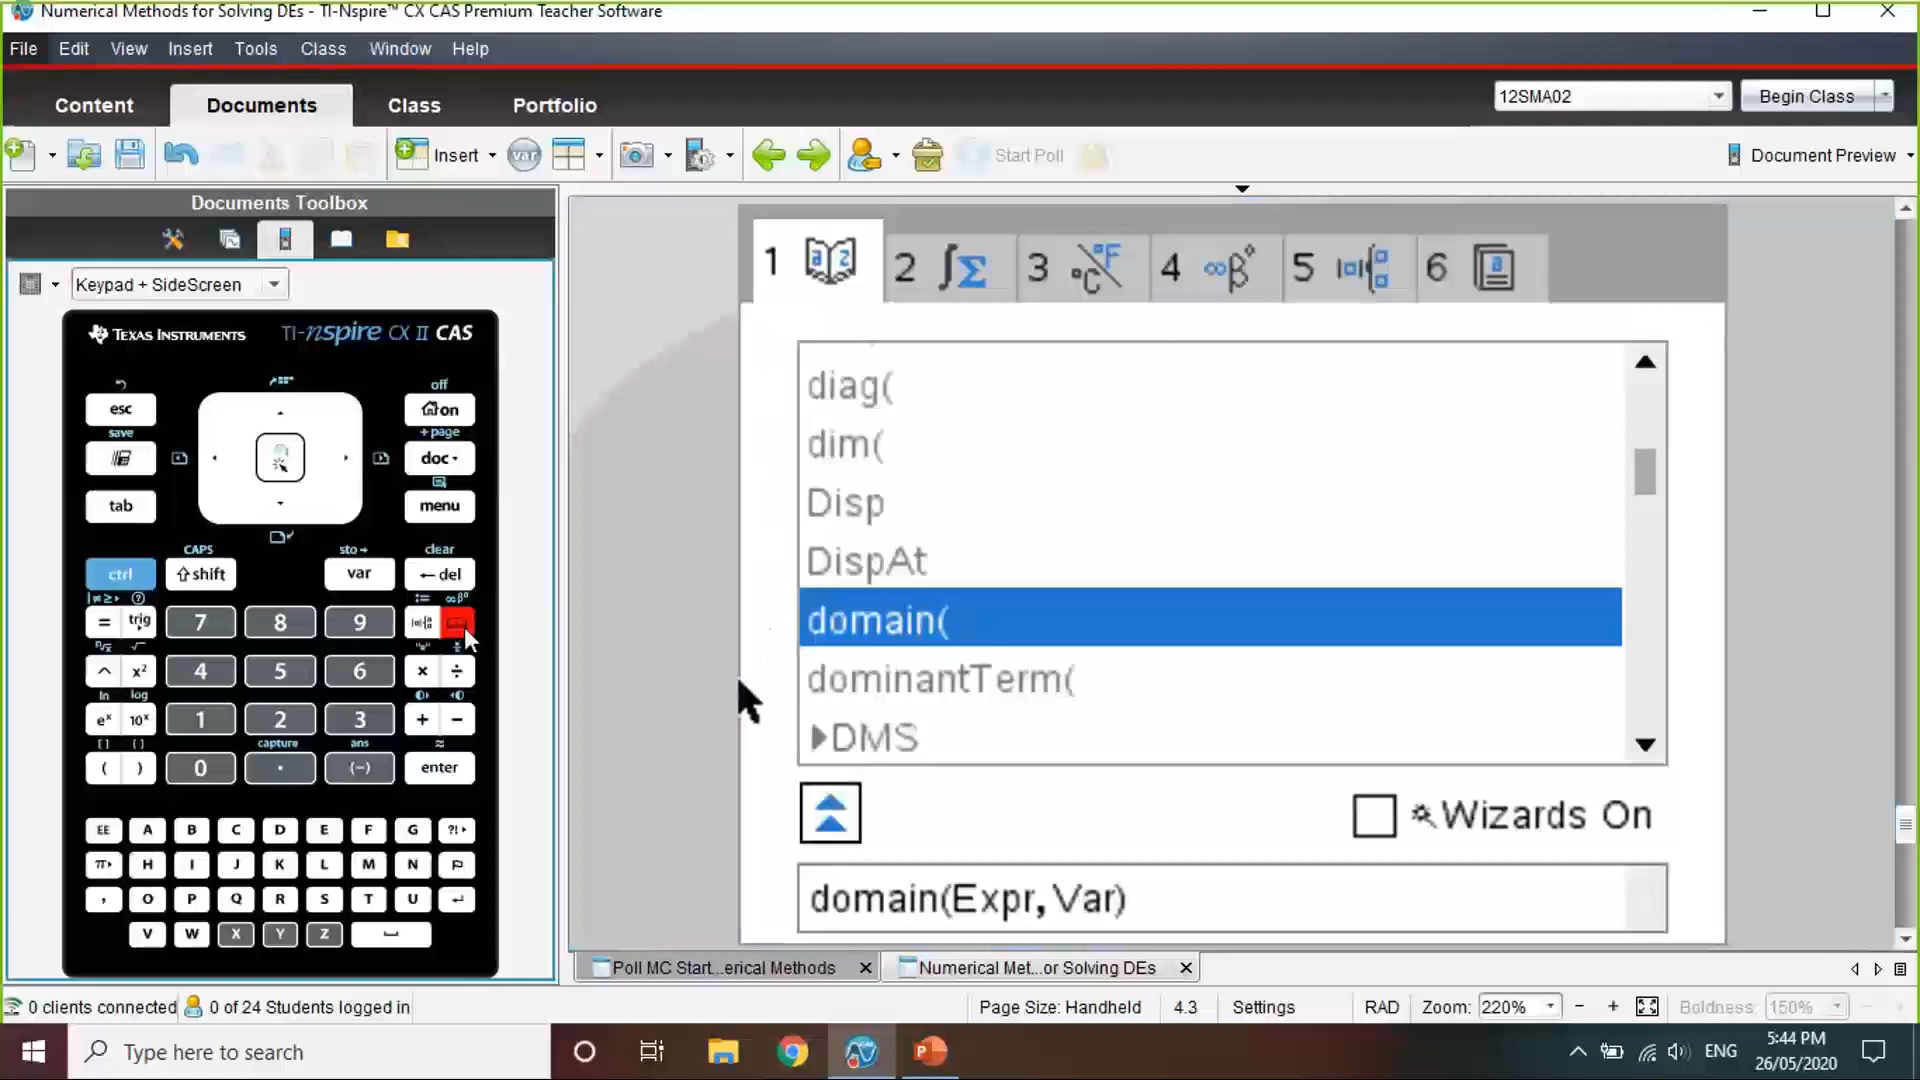 Numerical Methods for Solving DEs - TI-Nspire™ CX CAS Premium Teacher Software
File Edit View Insert Tools Class Window Help
Content Documents Class Portfolio
12SMA02 Begin Class
Insert var Start Poll Document Preview
Documents Toolbox
Keypad + SideScreen
TEXAS INSTRUMENTS TI-nspire CX II CAS
off
esc on
save +page
doc
tab menu
CAPS sto→ clear
ctrl shift var del
= trig 7 8 9
^ x² 4 5 6 × ÷
ln log
eˣ 10ˣ 1 2 3 + −
[] {} capture ans ≈
( ) 0 . (−) enter
EE A B C D E F G ?!▸
π▸ H I J K L M N
, O P Q R S T U
V W X Y Z
1 2 ∫Σ 3 °C °F 4 ∞β° 5 6
diag(
dim(
Disp
DispAt
domain(
dominantTerm(
▸DMS
Wizards On
domain(Expr,Var)
Poll MC Start...erical Methods Numerical Met...or Solving DEs
0 clients connected 0 of 24 Students logged in Page Size: Handheld 4.3 Settings RAD Zoom: 220% − + Boldness: 150%
Type here to search ENG 5:44 PM
26/05/2020